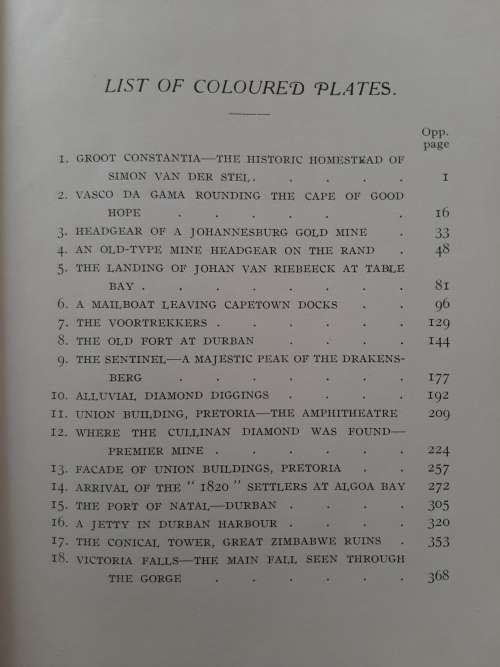 LIST OF COLOURED PLATES.
Opp.
page
1. GROOT CONSTANTIA—THE HISTORIC HOMESTEAD OF
SIMON VAN DER STEL. . . . . 1
2. VASCO DA GAMA ROUNDING THE CAPE OF GOOD
HOPE . . . . . . 16
3. HEADGEAR OF A JOHANNESBURG GOLD MINE . 33
4. AN OLD-TYPE MINE HEADGEAR ON THE RAND . 48
5. THE LANDING OF JOHAN VAN RIEBEECK AT TABLE
BAY . . . . . . . 81
6. A MAILBOAT LEAVING CAPETOWN DOCKS . . 96
7. THE VOORTREKKERS . . . . . 129
8. THE OLD FORT AT DURBAN . . . 144
9. THE SENTINEL—A MAJESTIC PEAK OF THE DRAKENS-
BERG . . . . . . 177
10. ALLUVIAL DIAMOND DIGGINGS . . . 192
11. UNION BUILDING, PRETORIA—THE AMPHITHEATRE 209
12. WHERE THE CULLINAN DIAMOND WAS FOUND—
PREMIER MINE . . . . . 224
13. FACADE OF UNION BUILDINGS, PRETORIA . . 257
14. ARRIVAL OF THE " 1820 " SETTLERS AT ALGOA BAY 272
15. THE PORT OF NATAL—DURBAN . . . 305
16. A JETTY IN DURBAN HARBOUR . . . 320
17. THE CONICAL TOWER, GREAT ZIMBABWE RUINS . 353
18. VICTORIA FALLS—THE MAIN FALL SEEN THROUGH
THE GORGE . . . . . 368